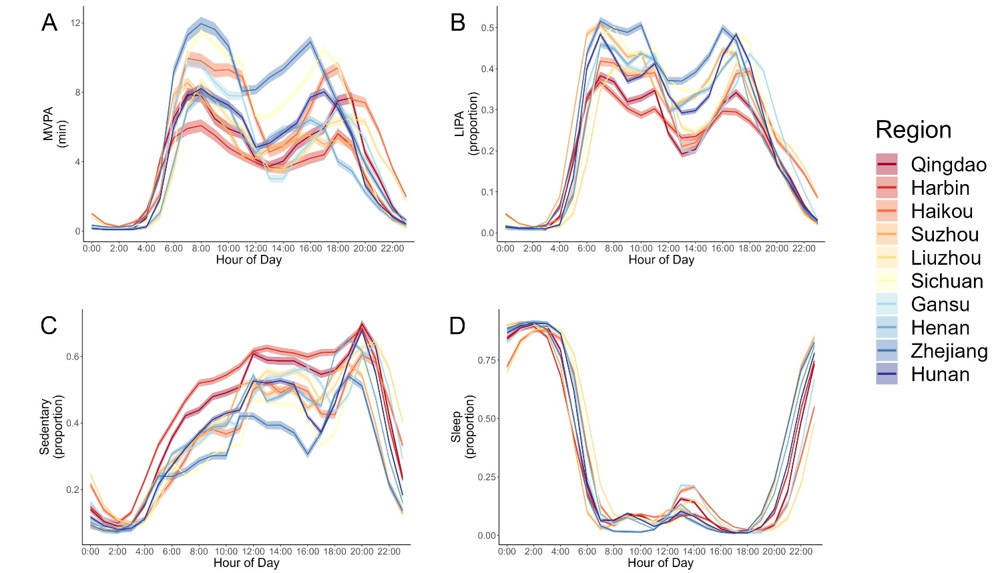 A
MVPA
(min)
12
8
4
0
0:00 2:00 4:00 6:00 8:00 10:00 12:00 14:00 16:00 18:00 20:00 22:00
Hour of Day
B
LIPA
(proportion)
0.5
0.4
0.3
0.2
0.1
0.0
0:00 2:00 4:00 6:00 8:00 10:00 12:00 14:00 16:00 18:00 20:00 22:00
Hour of Day
C
Sedentary
(proportion)
0.6
0.4
0.2
0:00 2:00 4:00 6:00 8:00 10:00 12:00 14:00 16:00 18:00 20:00 22:00
Hour of Day
D
Sleep
(proportion)
0.75
0.50
0.25
0.00
0:00 2:00 4:00 6:00 8:00 10:00 12:00 14:00 16:00 18:00 20:00 22:00
Hour of Day
Region
Qingdao
Harbin
Haikou
Suzhou
Liuzhou
Sichuan
Gansu
Henan
Zhejiang
Hunan